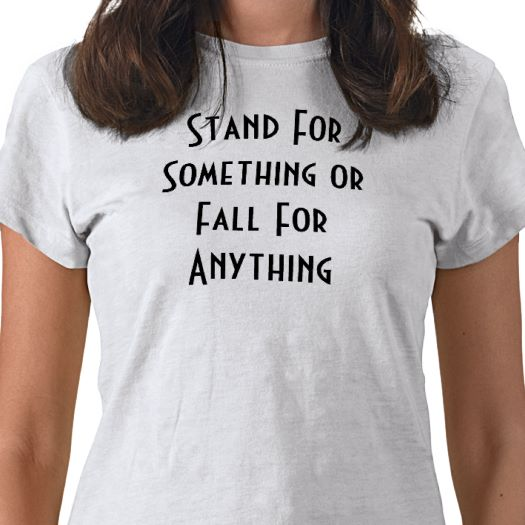 Stand For
Something or
Fall For
Anything